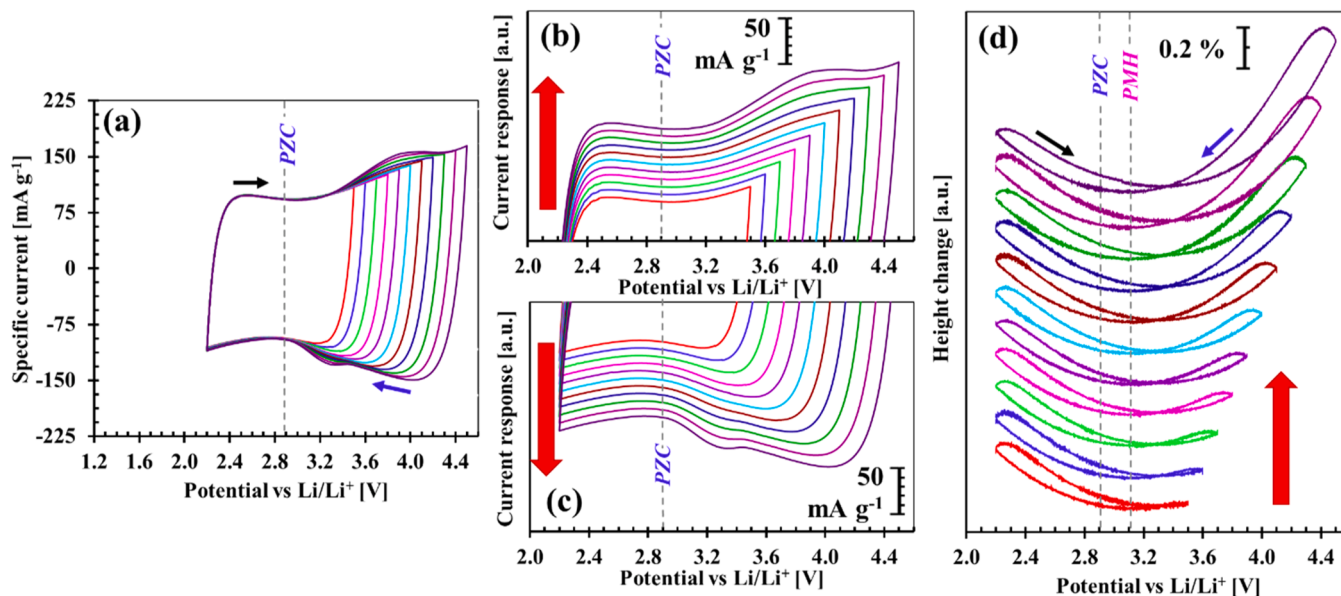 (a)
PZC
Specific current [mA g⁻¹]
225
150
75
0
-75
-150
-225
1.2 1.6 2.0 2.4 2.8 3.2 3.6 4.0 4.4
Potential vs Li/Li⁺ [V]
(b)
PZC
50
mA g⁻¹
Current response [a.u.]
2.0 2.4 2.8 3.2 3.6 4.0 4.4
Potential vs Li/Li⁺ [V]
(c)
PZC
50
mA g⁻¹
Current response [a.u.]
2.0 2.4 2.8 3.2 3.6 4.0 4.4
Potential vs Li/Li⁺ [V]
(d)
PZC
PMH
0.2 %
Height change [a.u.]
2.0 2.4 2.8 3.2 3.6 4.0 4.4
Potential vs Li/Li⁺ [V]